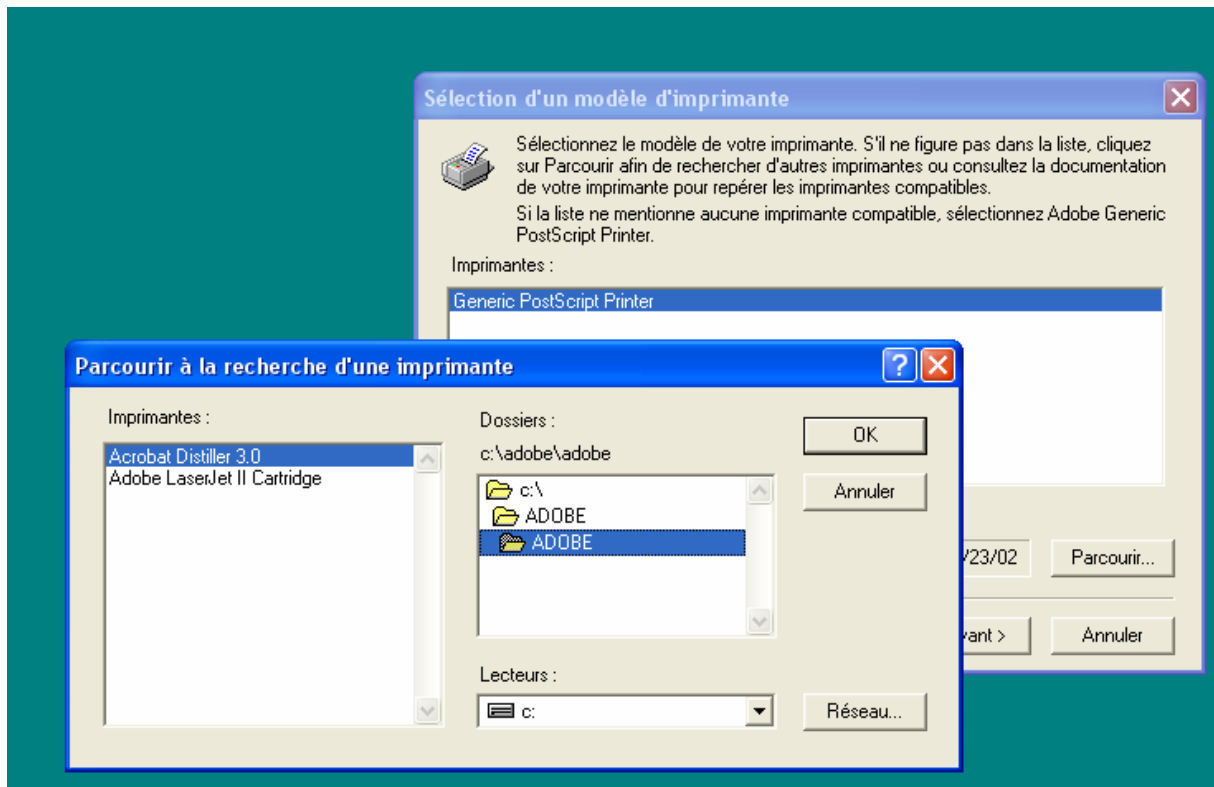 Sélection d'un modèle d'imprimante
Sélectionnez le modèle de votre imprimante. S'il ne figure pas dans la liste, cliquez
sur Parcourir afin de rechercher d'autres imprimantes ou consultez la documentation
de votre imprimante pour repérer les imprimantes compatibles.
Si la liste ne mentionne aucune imprimante compatible, sélectionnez Adobe Generic
PostScript Printer.
Imprimantes :
Generic PostScript Printer
/23/02
Parcourir...
vant >
Annuler
Parcourir à la recherche d'une imprimante
Imprimantes :
Acrobat Distiller 3.0
Adobe LaserJet II Cartridge
Dossiers :
c:\adobe\adobe
c:\
ADOBE
ADOBE
Lecteurs :
c:
OK
Annuler
Réseau...